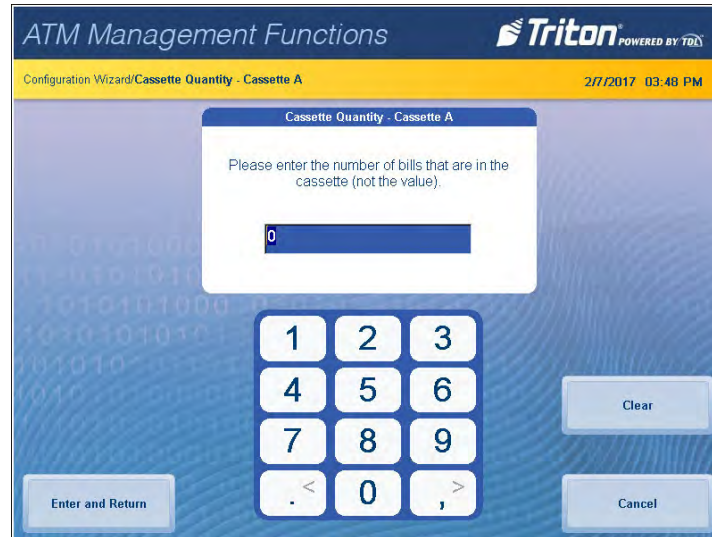 ATM Management Functions
Triton POWERED BY TDL
Configuration Wizard/Cassette Quantity - Cassette A
2/7/2017 03:48 PM
Cassette Quantity - Cassette A
Please enter the number of bills that are in the
cassette (not the value).
0
1 2 3
4 5 6
Clear
7 8 9
. < 0 , >
Enter and Return
Cancel